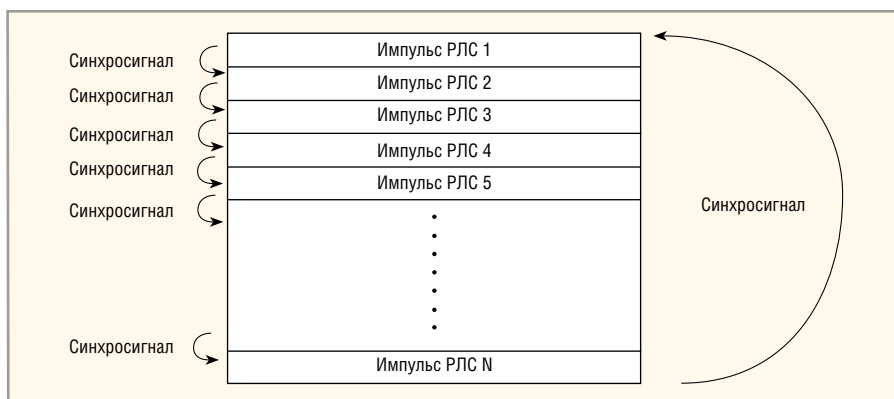 Импульс РЛС 1
Синхросигнал
Импульс РЛС 2
Синхросигнал
Импульс РЛС 3
Синхросигнал
Импульс РЛС 4
Синхросигнал
Импульс РЛС 5
Синхросигнал
Синхросигнал
Синхросигнал
Импульс РЛС N